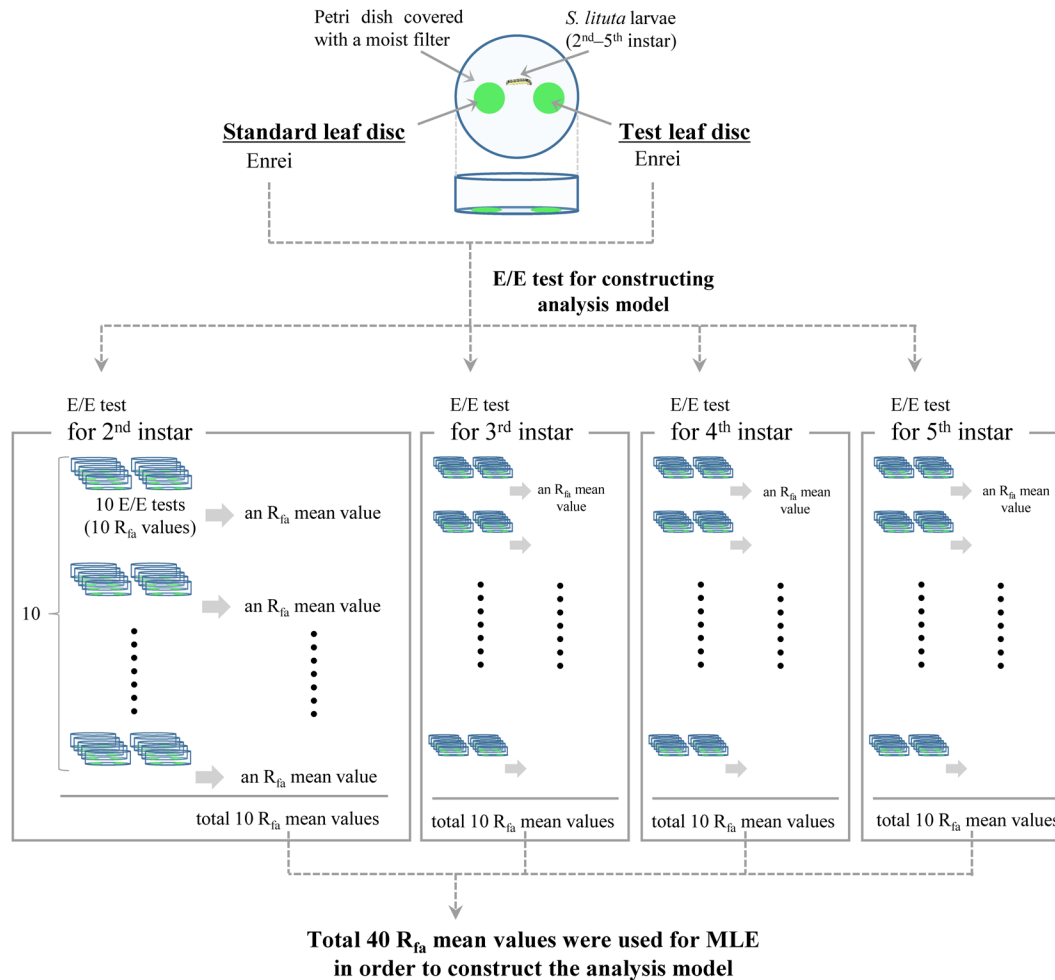 Petri dish covered
with a moist filter
S. lituta larvae
(2nd–5th instar)
Standard leaf disc
Enrei
Test leaf disc
Enrei
E/E test for constructing
analysis model
E/E test
for 2nd instar
10 E/E tests
(10 Rfa values)
an Rfa mean value
10
an Rfa mean value
an Rfa mean value
total 10 Rfa mean values
E/E test
for 3rd instar
an Rfa mean
value
total 10 Rfa mean values
E/E test
for 4th instar
an Rfa mean
value
total 10 Rfa mean values
E/E test
for 5th instar
an Rfa mean
value
total 10 Rfa mean values
Total 40 Rfa mean values were used for MLE
in order to construct the analysis model